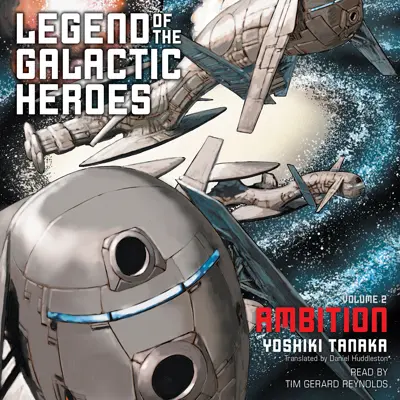 LEGEND OF THE
GALACTIC
HEROES
VOLUME 2
AMBITION
YOSHIKI TANAKA
Translated by Daniel Huddleston
READ BY
TIM GERARD REYNOLDS